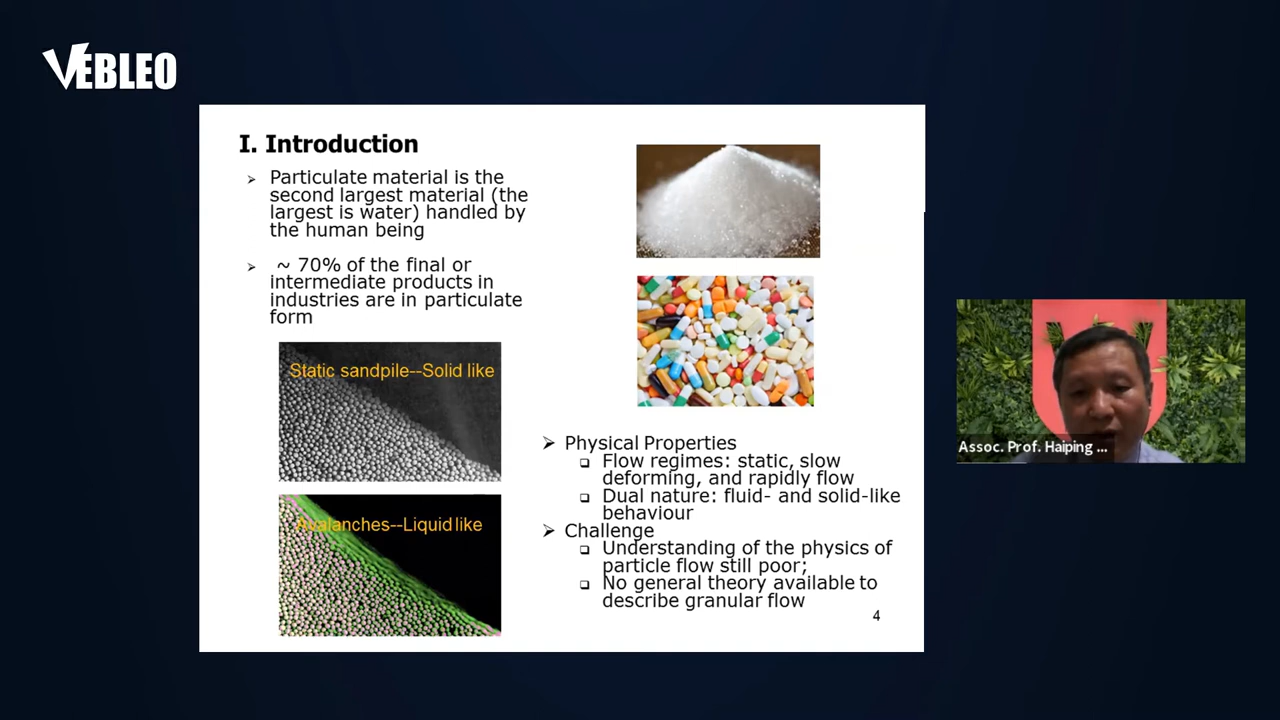 VEBLEO
I. Introduction
➢ Particulate material is the
second largest material (the
largest is water) handled by
the human being
➢ ~ 70% of the final or
intermediate products in
industries are in particulate
form
Static sandpile--Solid like
Avalanches--Liquid like
➢ Physical Properties
❑ Flow regimes: static, slow
deforming, and rapidly flow
❑ Dual nature: fluid- and solid-like
behaviour
➢ Challenge
❑ Understanding of the physics of
particle flow still poor;
❑ No general theory available to
describe granular flow
4
Assoc. Prof. Haiping ...